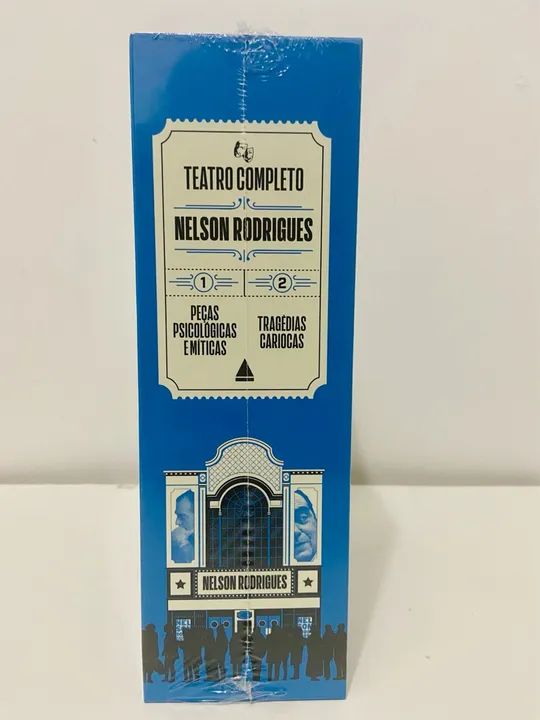 TEATRO COMPLETO
NELSON RODRIGUES
1
2
PEÇAS
PSICOLÓGICAS
E MÍTICAS
TRAGÉDIAS
CARIOCAS
NELSON RODRIGUES